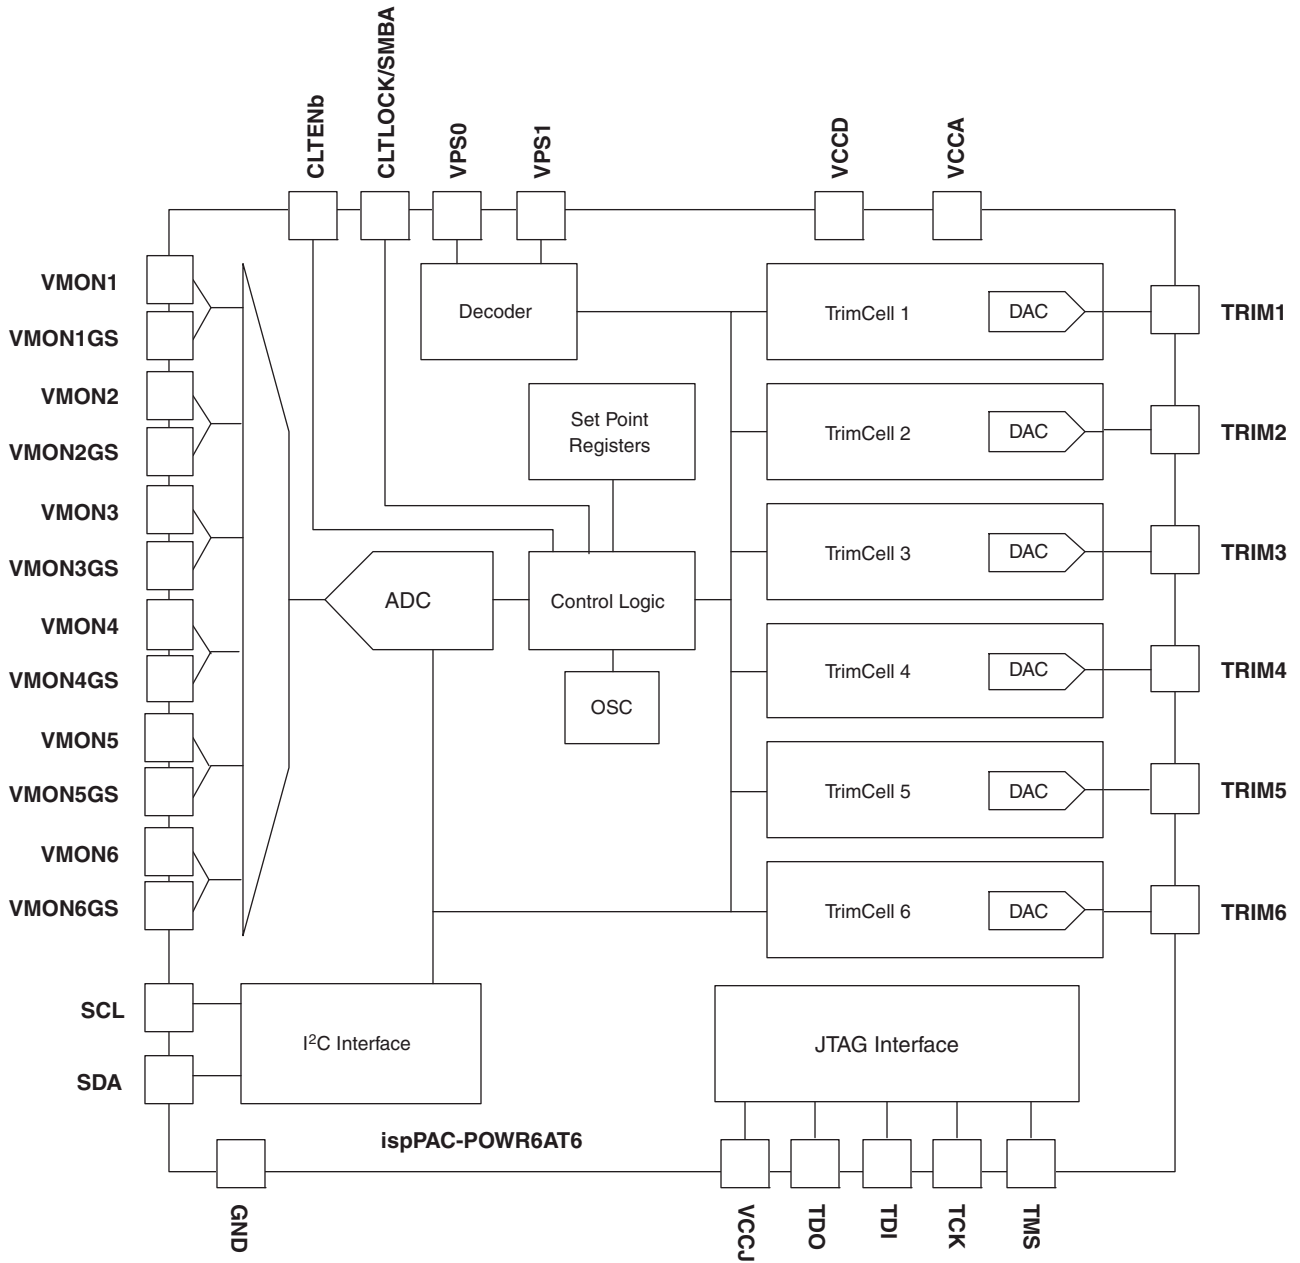 CLTENb
CLTLOCK/SMBA
VPS0
VPS1
VCCD
VCCA
VMON1
VMON1GS
VMON2
VMON2GS
VMON3
VMON3GS
VMON4
VMON4GS
VMON5
VMON5GS
VMON6
VMON6GS
SCL
SDA
Decoder
Set Point
Registers
ADC
Control Logic
OSC
TrimCell 1
DAC
TRIM1
TrimCell 2
DAC
TRIM2
TrimCell 3
DAC
TRIM3
TrimCell 4
DAC
TRIM4
TrimCell 5
DAC
TRIM5
TrimCell 6
DAC
TRIM6
I²C Interface
JTAG Interface
ispPAC-POWR6AT6
GND
VCCJ
TDO
TDI
TCK
TMS